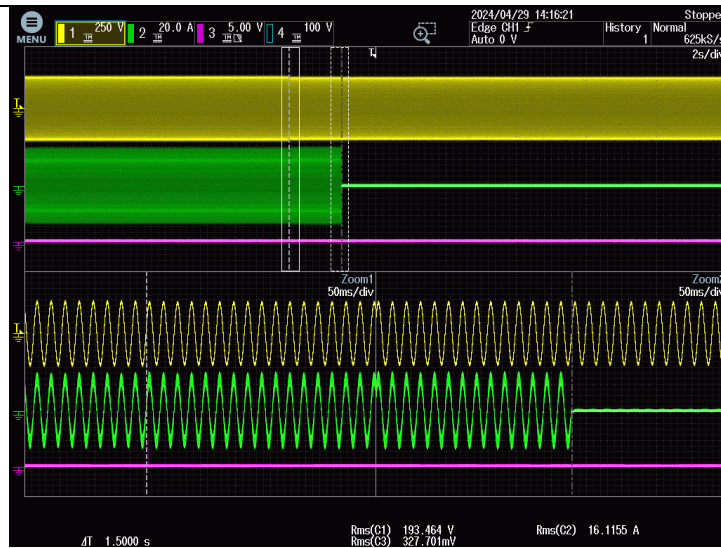 2024/04/29 14:16:21 Stoppe
MENU 1 250 V 2 20.0 A 3 5.00 V 4 100 V Edge CH1 History Normal
Auto 0 V 1 625kS/s
2s/div
T
Zoom1 Zoom2
50ms/div 50ms/div
Rms(C1) 193.464 V Rms(C2) 16.1155 A
ΔT 1.5000 s Rms(C3) 327.701mV